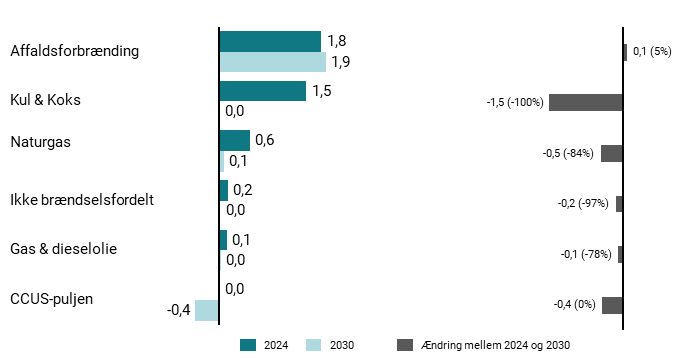 Affaldsforbrænding 1,8 0,1 (5%)
1,9
Kul & Koks 1,5 -1,5 (-100%)
0,0
Naturgas 0,6 -0,5 (-84%)
0,1
Ikke brændselsfordelt 0,2 -0,2 (-97%)
0,0
Gas & dieselolie 0,1 -0,1 (-78%)
0,0
CCUS-puljen 0,0 -0,4 (0%)
-0,4
2024 2030 Ændring mellem 2024 og 2030